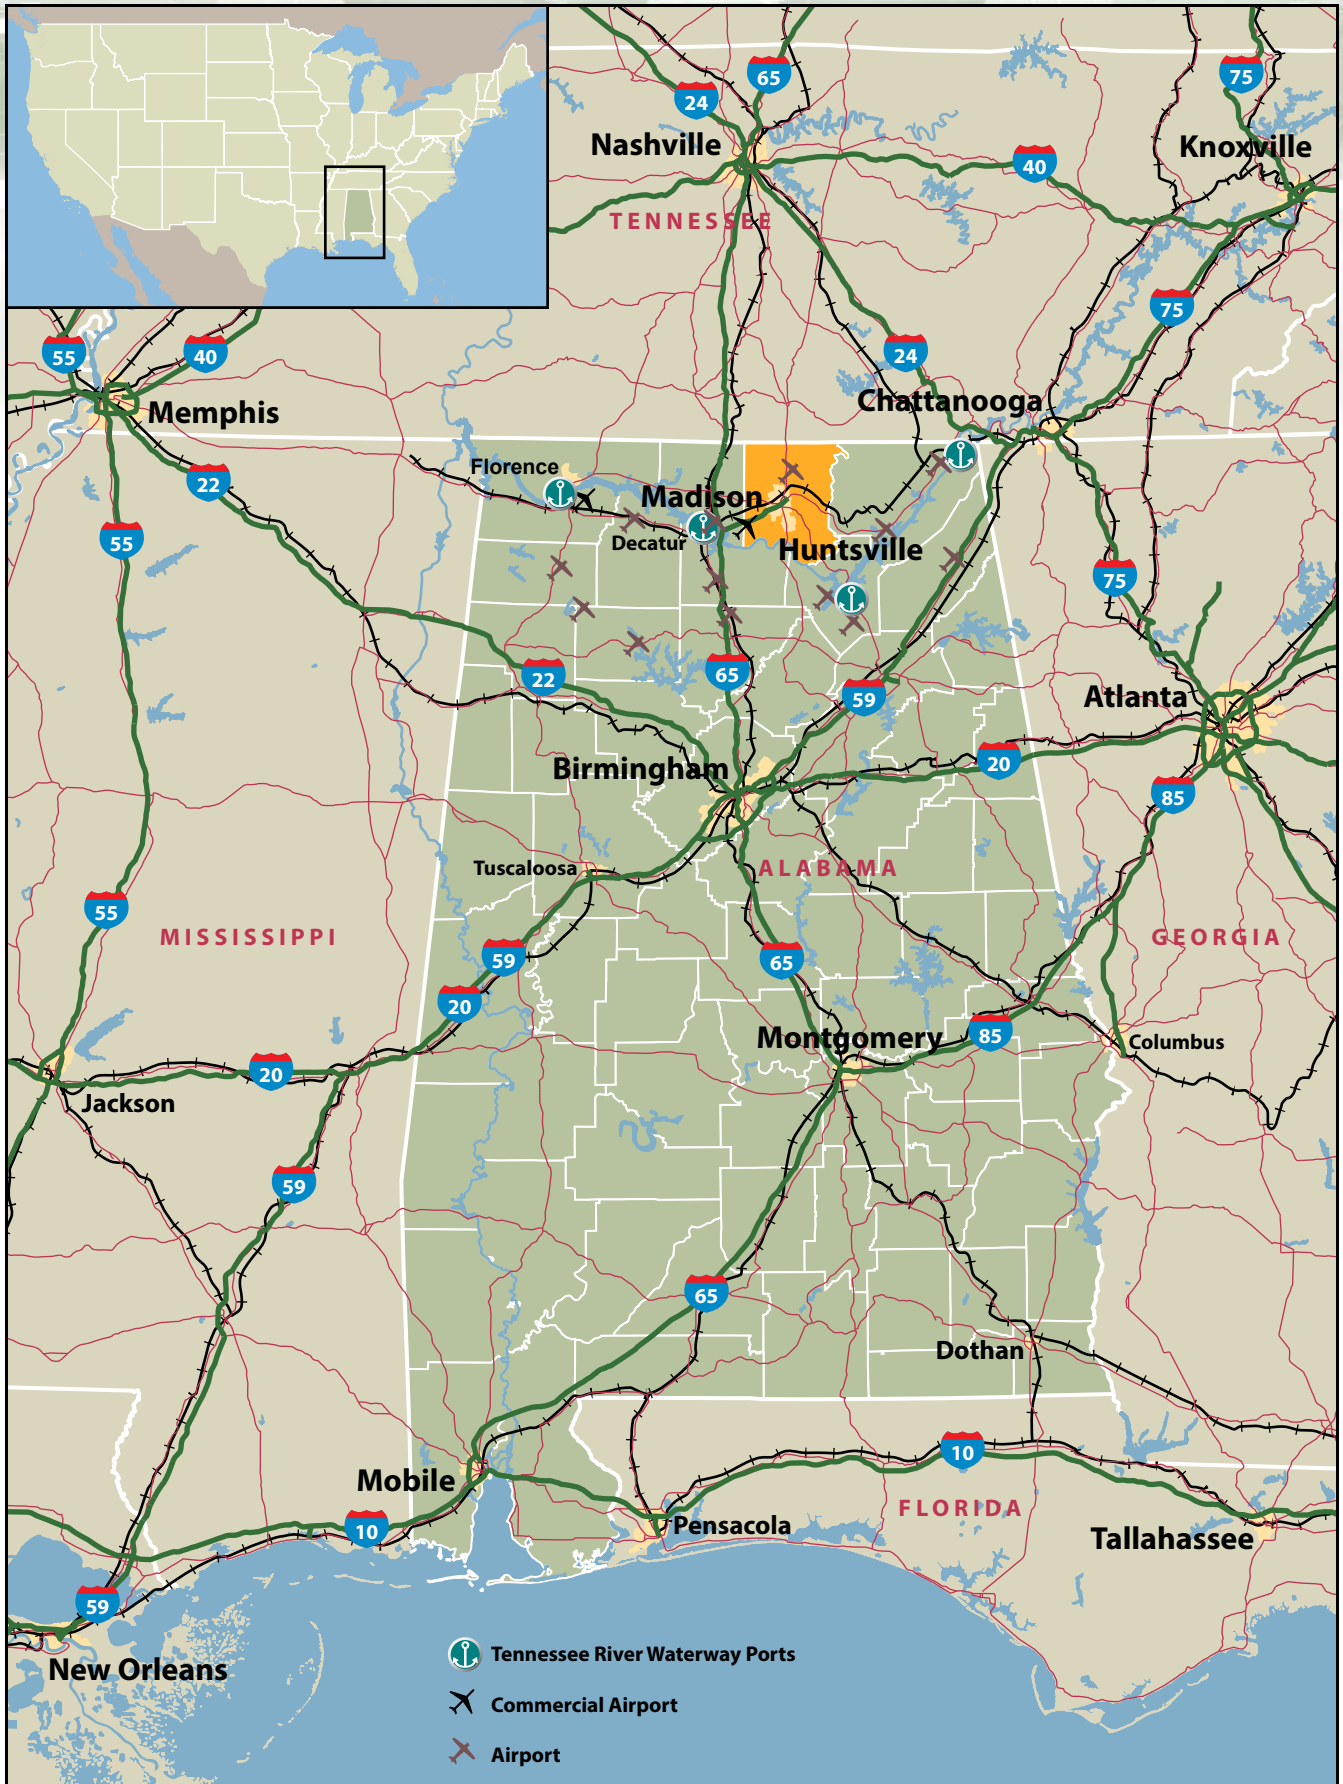 65
75
24
Nashville
Knoxville
40
TENNESSEE
75
55
40
24
Chattanooga
Memphis
Florence
22
Madison
55
Decatur
Huntsville
75
22
65
59
Atlanta
20
Birmingham
85
Tuscaloosa
ALABAMA
55
MISSISSIPPI
GEORGIA
59
65
20
Montgomery
85
Columbus
20
Jackson
59
65
Dothan
10
Mobile
FLORIDA
10
Pensacola
Tallahassee
59
New Orleans
Tennessee River Waterway Ports
Commercial Airport
Airport